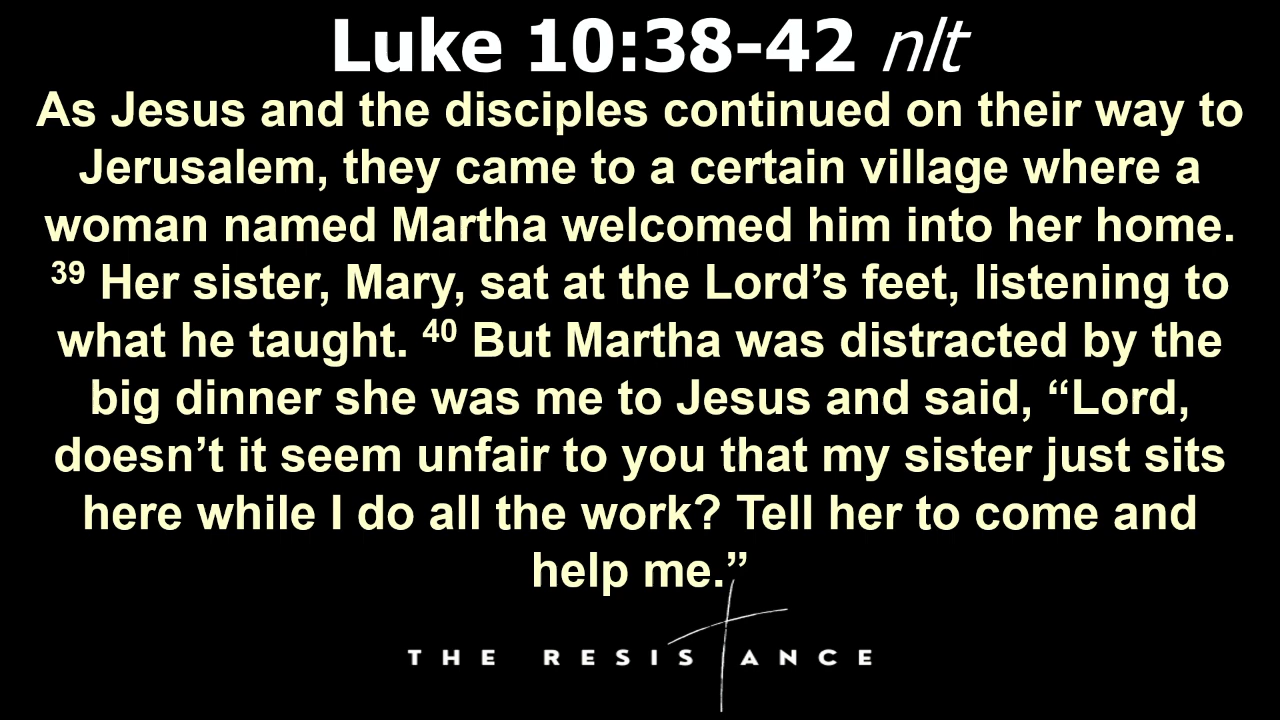 Luke 10:38-42 nlt
As Jesus and the disciples continued on their way to
Jerusalem, they came to a certain village where a
woman named Martha welcomed him into her home.
39 Her sister, Mary, sat at the Lord’s feet, listening to
what he taught. 40 But Martha was distracted by the
big dinner she was me to Jesus and said, “Lord,
doesn’t it seem unfair to you that my sister just sits
here while I do all the work? Tell her to come and
help me.”
THE RESISTANCE